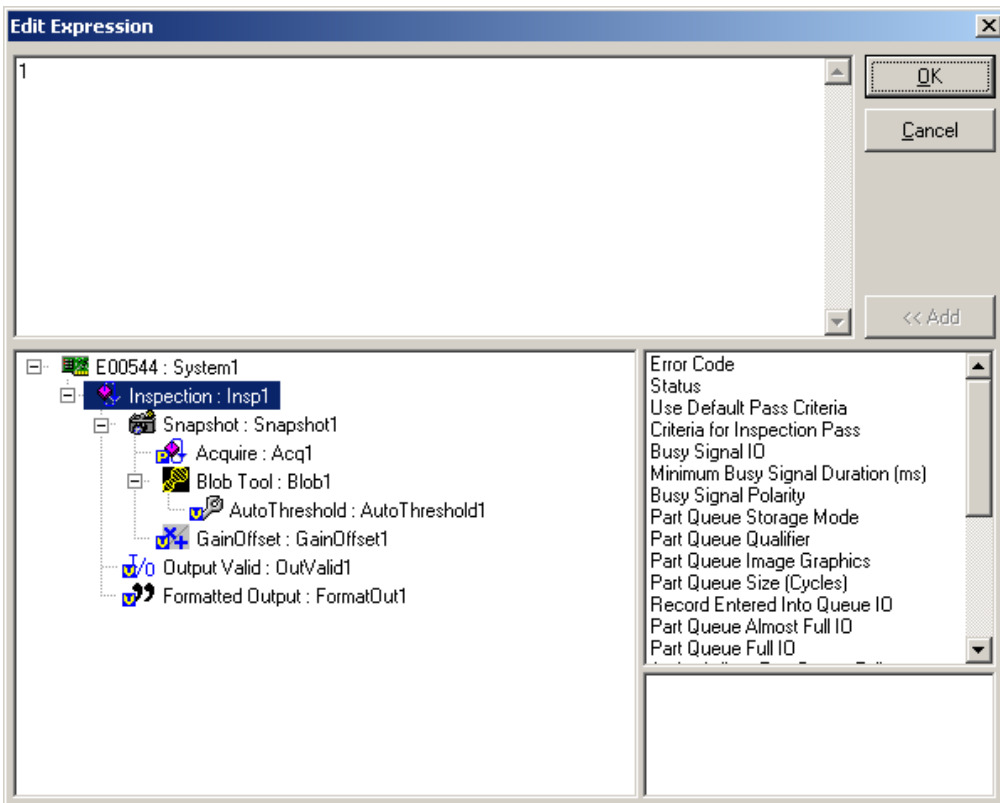 Edit Expression
1
OK
Cancel
<< Add
E00544 : System1
Inspection : Insp1
Snapshot : Snapshot1
Acquire : Acq1
Blob Tool : Blob1
AutoThreshold : AutoThreshold1
GainOffset : GainOffset1
Output Valid : OutValid1
Formatted Output : FormatOut1
Error Code
Status
Use Default Pass Criteria
Criteria for Inspection Pass
Busy Signal IO
Minimum Busy Signal Duration (ms)
Busy Signal Polarity
Part Queue Storage Mode
Part Queue Qualifier
Part Queue Image Graphics
Part Queue Size (Cycles)
Record Entered Into Queue IO
Part Queue Almost Full IO
Part Queue Full IO